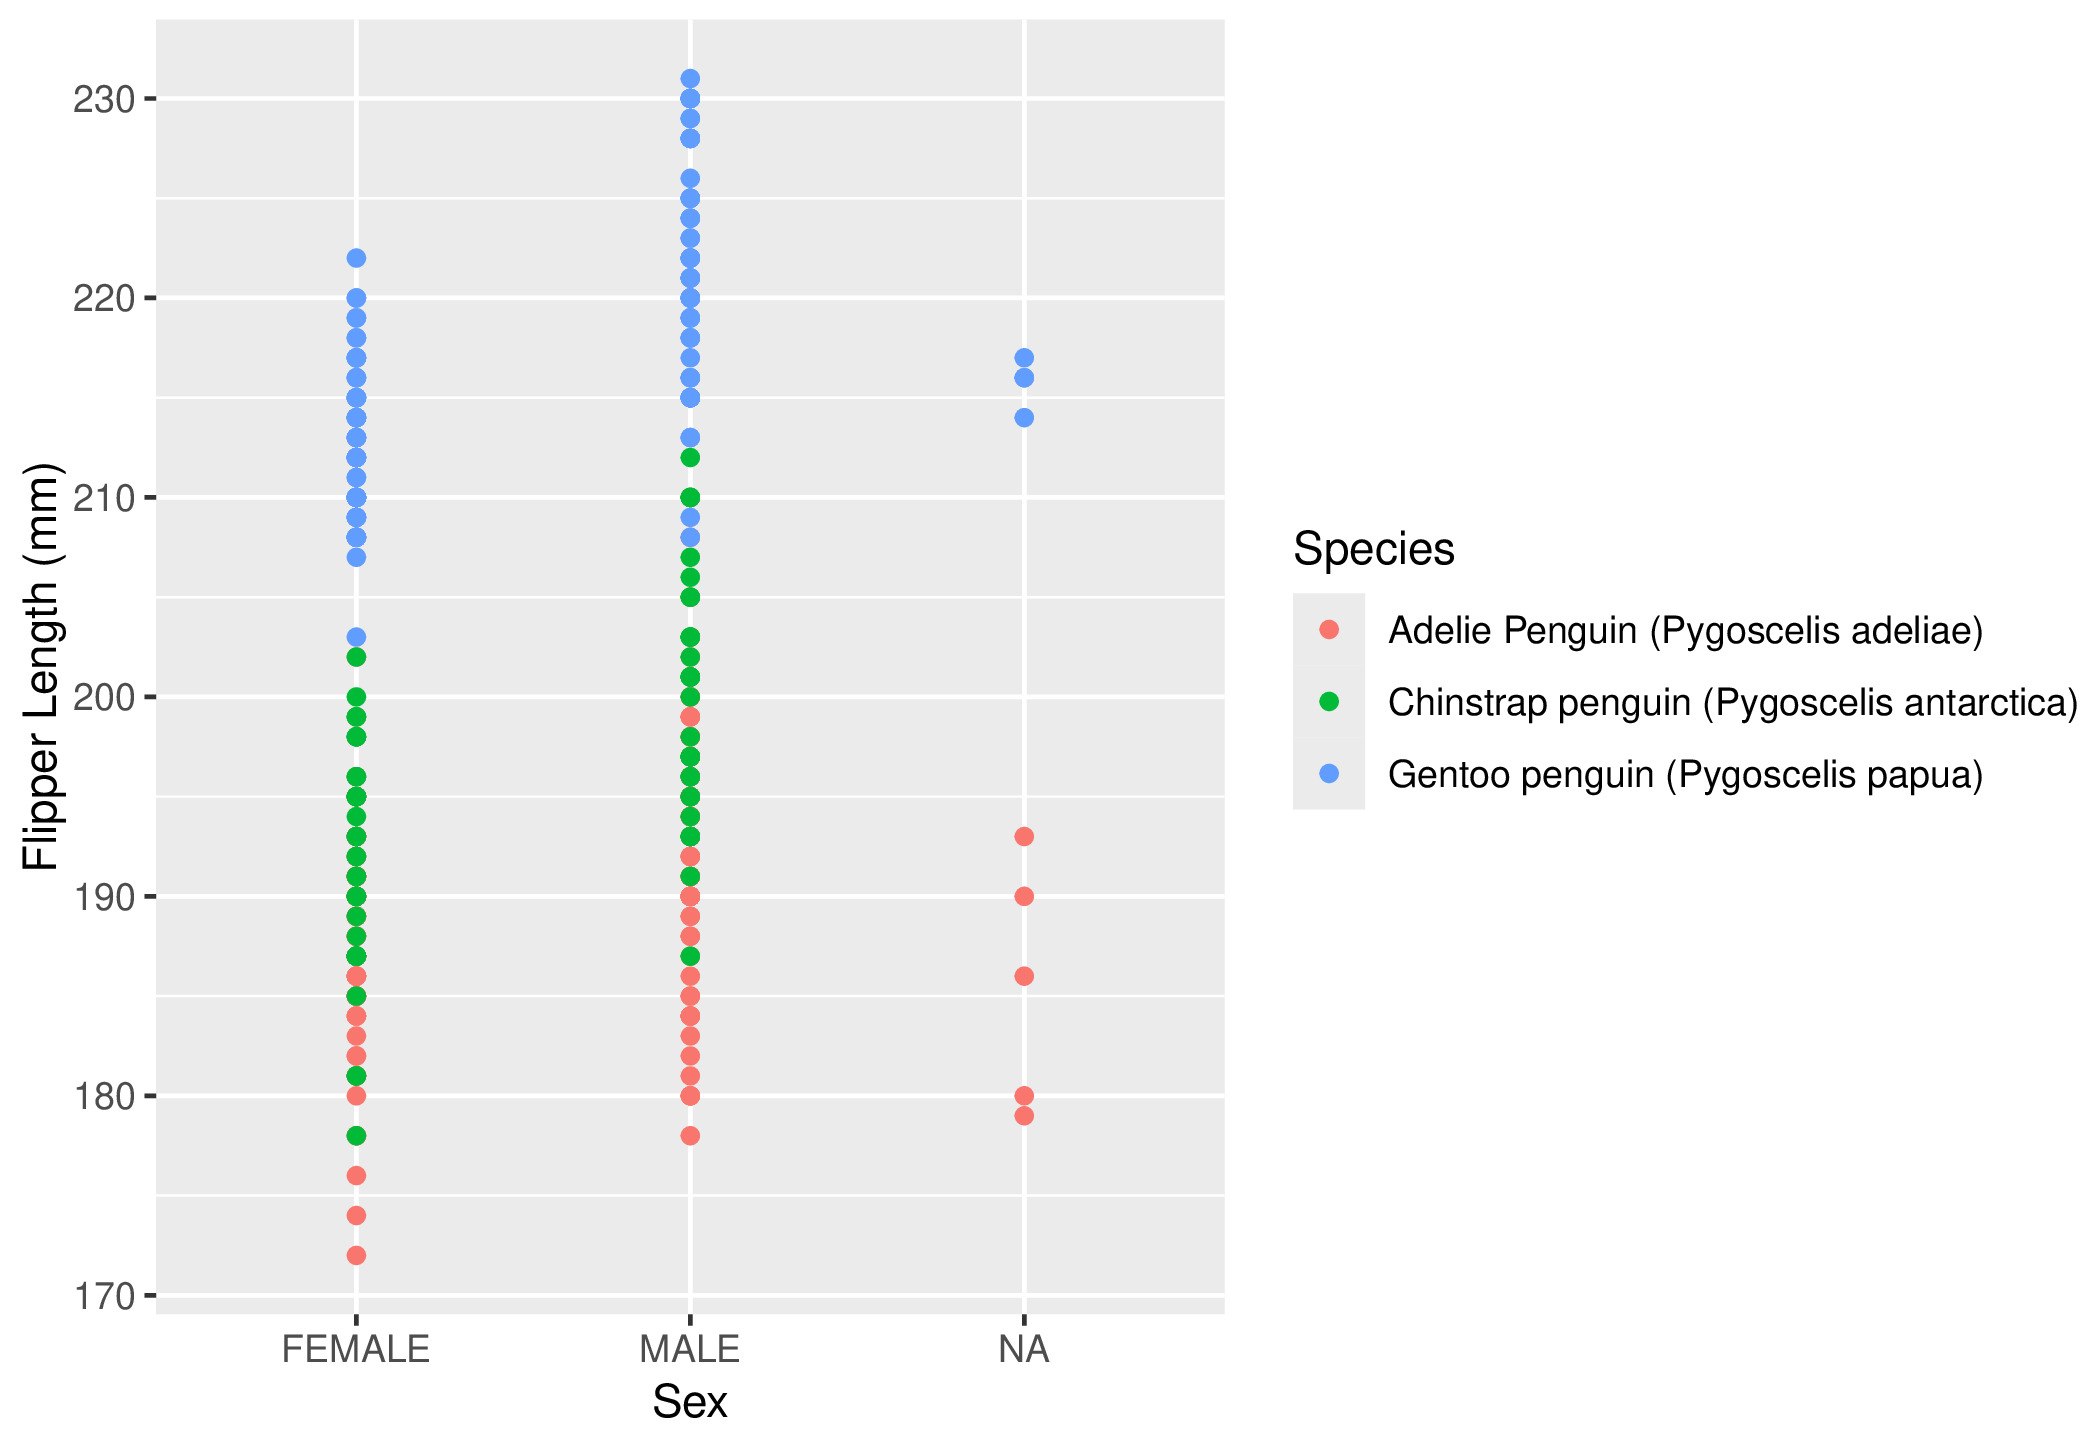 230
220
210
200
190
180
170
Flipper Length (mm)
FEMALE MALE NA
Sex
Species
Adelie Penguin (Pygoscelis adeliae)
Chinstrap penguin (Pygoscelis antarctica)
Gentoo penguin (Pygoscelis papua)